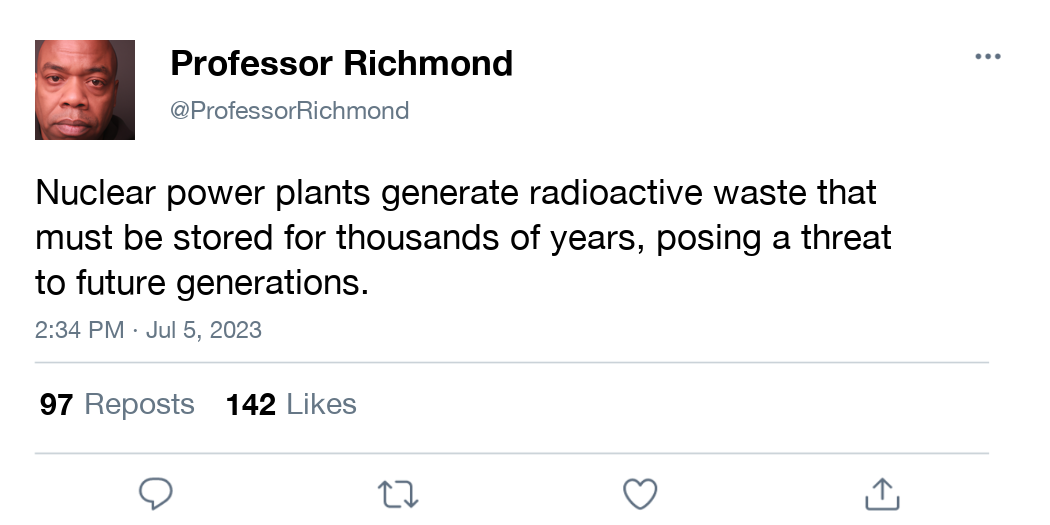 Professor Richmond
@ProfessorRichmond
Nuclear power plants generate radioactive waste that
must be stored for thousands of years, posing a threat
to future generations.
2:34 PM · Jul 5, 2023
97 Reposts 142 Likes